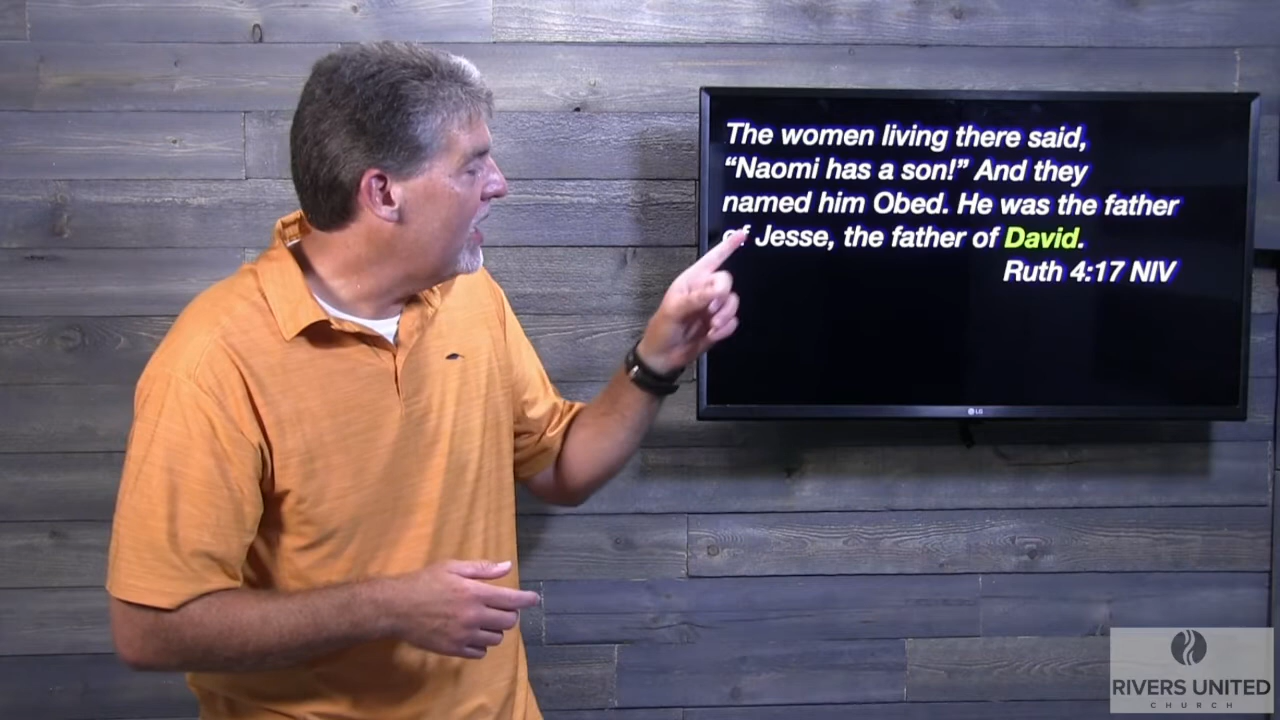 The women living there said,
“Naomi has a son!” And they
named him Obed. He was the father
of Jesse, the father of David.
Ruth 4:17 NIV
LG
RIVERS UNITED
CHURCH